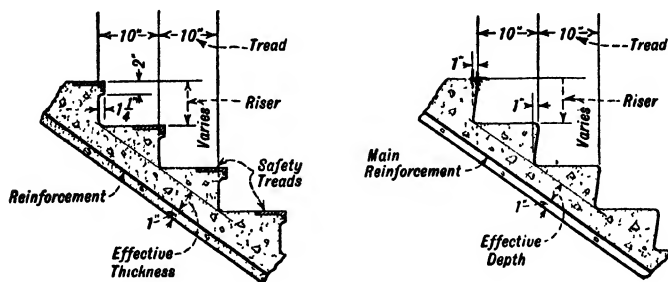 10" 10"
Tread
2"
1 1/4"
Riser
Varies
Safety
Treads
Reinforcement
1"
Effective
Thickness
10" 10"
Tread
1"
1"
Riser
Varies
Main
Reinforcement
1"
Effective
Depth